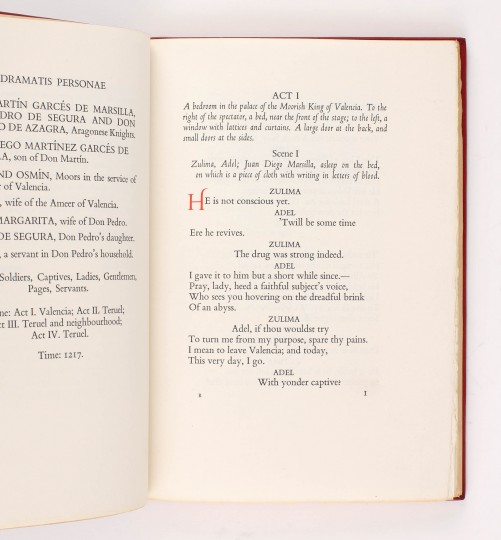 DRAMATIS PERSONAE
ARTÍN GARCÉS DE MARSILLA,
DRO DE SEGURA AND DON
O DE AZAGRA, Aragonese Knights.
EGO MARTÍNEZ GARCÉS DE
LA, son of Don Martín.
ND OSMÍN, Moors in the service of
r of Valencia.
, wife of the Ameer of Valencia.
MARGARITA, wife of Don Pedro.
DE SEGURA, Don Pedro's daughter.
, a servant in Don Pedro's household.
Soldiers, Captives, Ladies, Gentlemen,
Pages, Servants.
ne: Act I. Valencia; Act II. Teruel;
ct III. Teruel and neighbourhood;
Act IV. Teruel.
Time: 1217.
ACT I
A bedroom in the palace of the Moorish King of Valencia. To the
right of the spectator, a bed, near the front of the stage; to the left, a
window with lattices and curtains. A large door at the back, and
small doors at the sides.
Scene I
Zulima, Adel; Juan Diego Marsilla, asleep on the bed,
on which is a piece of cloth with writing in letters of blood.
ZULIMA
HE is not conscious yet.
ADEL
'Twill be some time
Ere he revives.
ZULIMA
The drug was strong indeed.
ADEL
I gave it to him but a short while since.—
Pray, lady, heed a faithful subject's voice,
Who sees you hovering on the dreadful brink
Of an abyss.
ZULIMA
Adel, if thou wouldst try
To turn me from my purpose, spare thy pains.
I mean to leave Valencia; and today,
This very day, I go.
ADEL
With yonder captive?
I